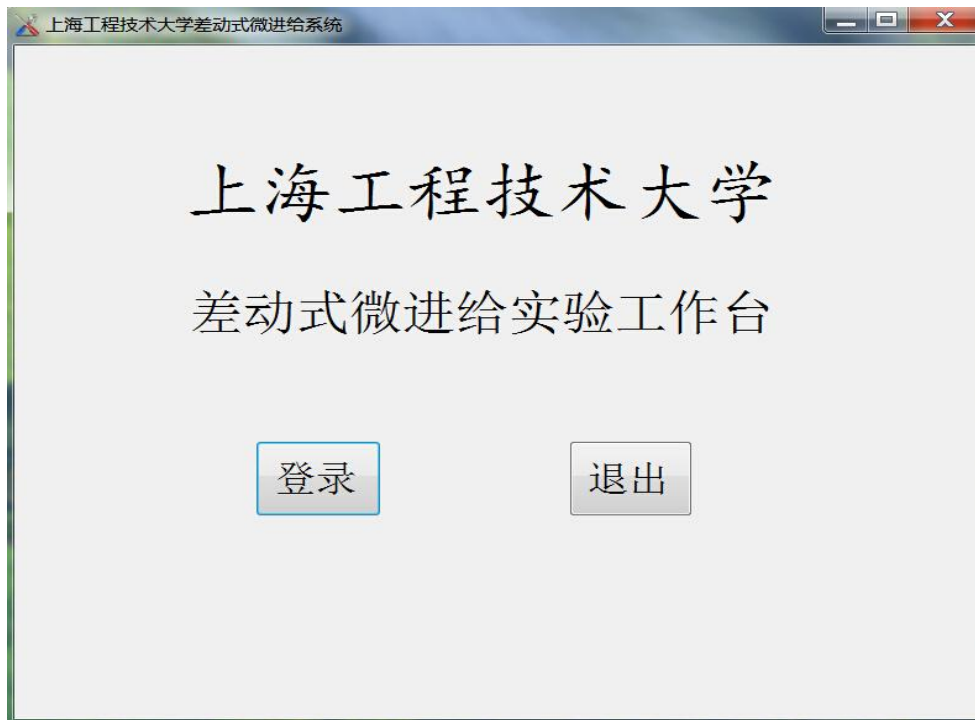 上海工程技术大学差动式微进给系统
上海工程技术大学
差动式微进给实验工作台
登录 退出